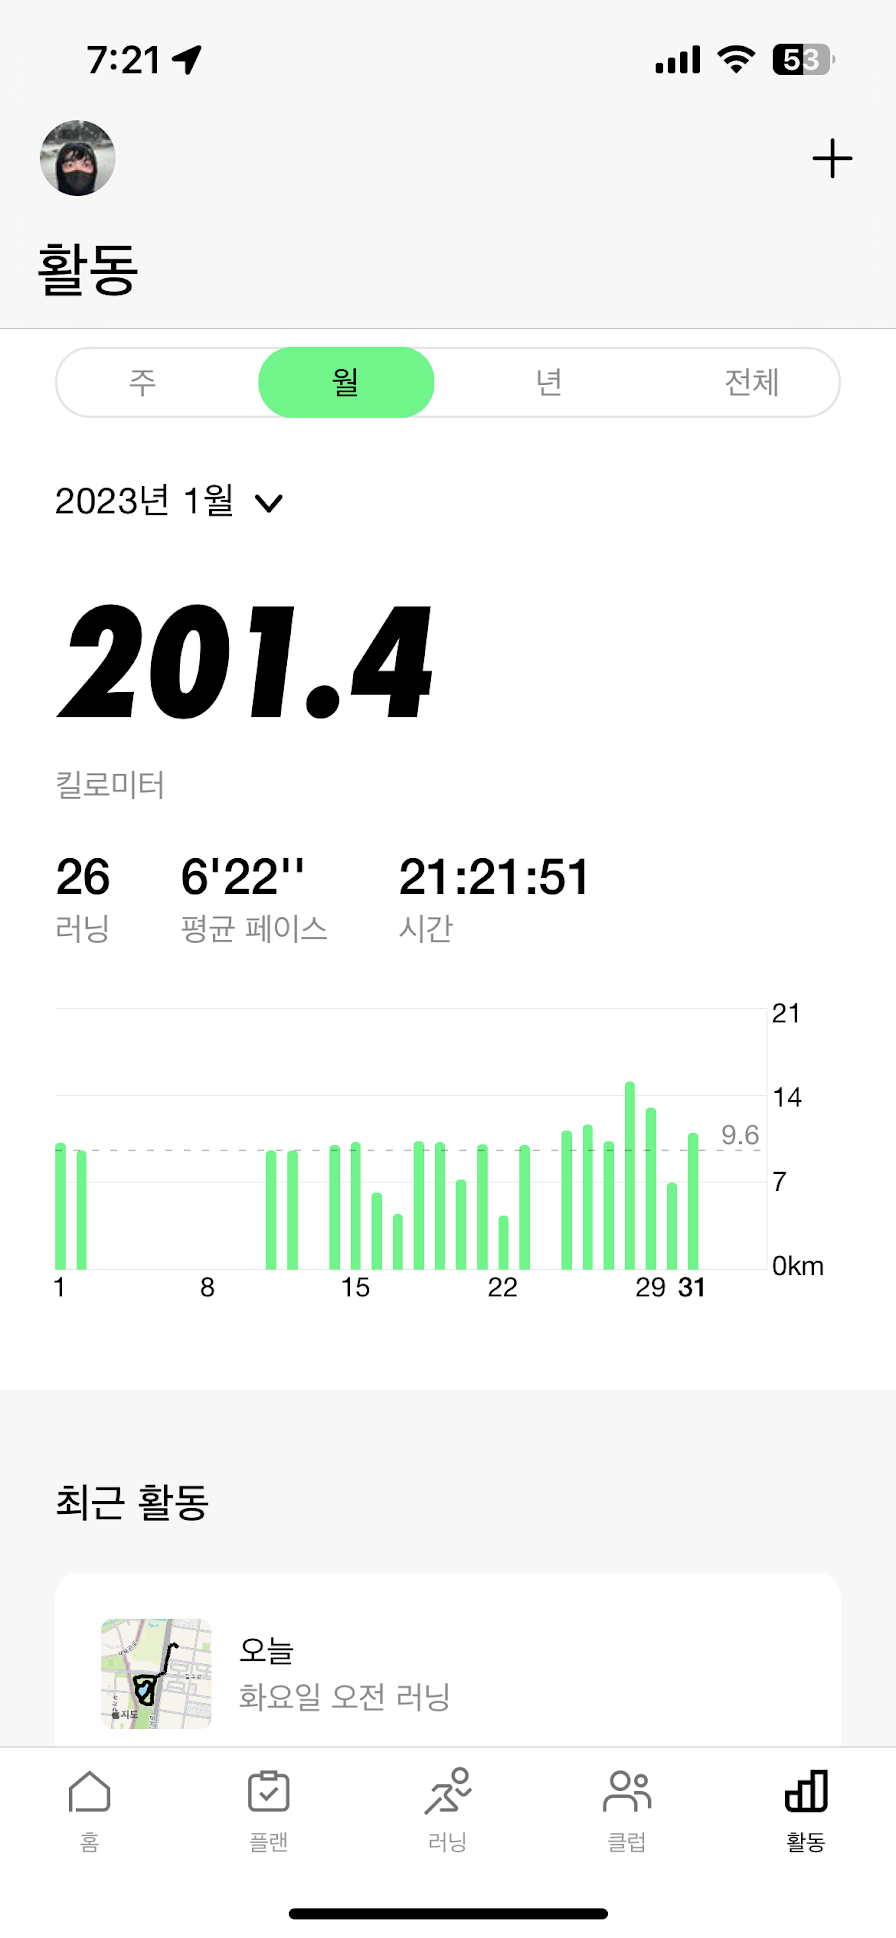 7:21
53
활동
주 월 년 전체
2023년 1월
201.4
킬로미터
26 6'22'' 21:21:51
러닝 평균 페이스 시간
21
14
9.6
7
0km
1 8 15 22 29 31
최근 활동
오늘
화요일 오전 러닝
지도
홈 플랜 러닝 클럽 활동